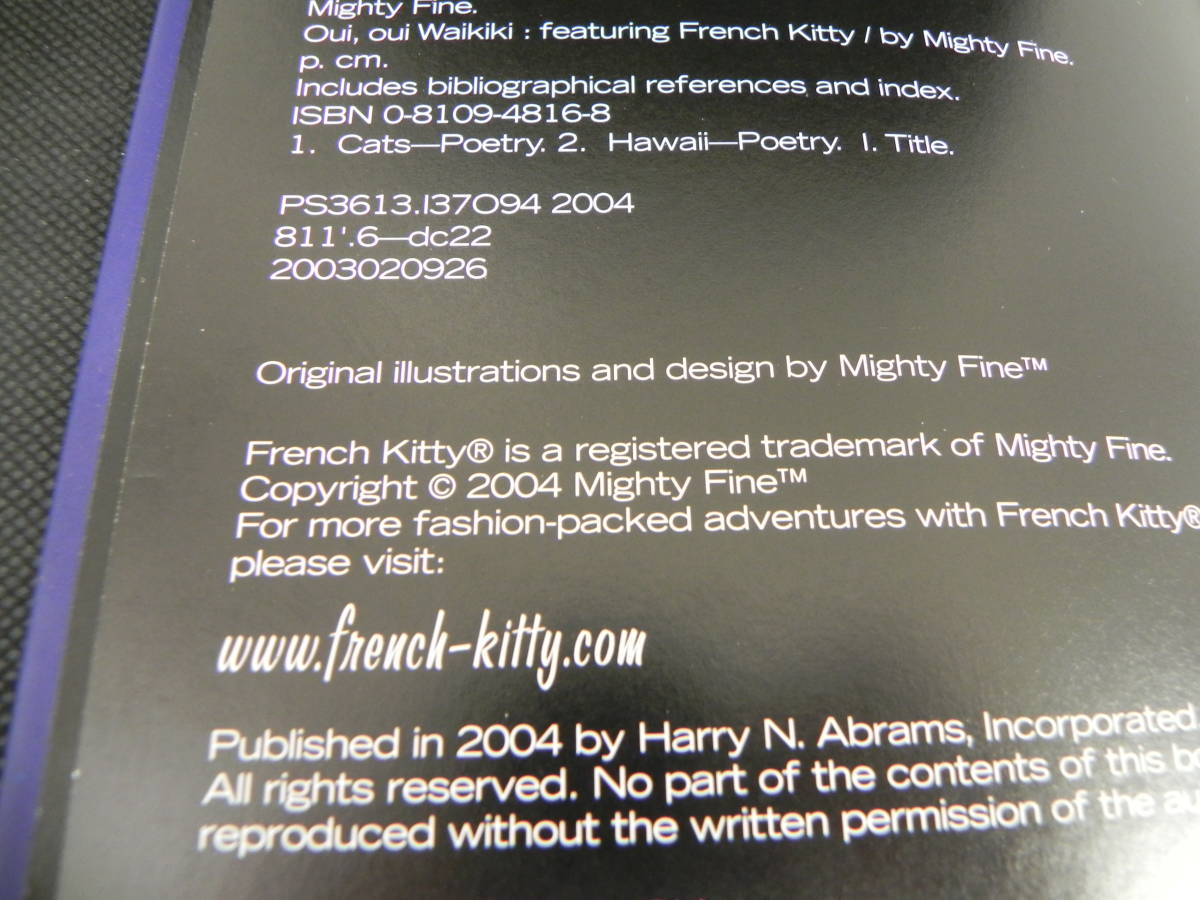 Mighty Fine.
Oui, oui Waikiki : featuring French Kitty / by Mighty Fine.
p. cm.
Includes bibliographical references and index.
ISBN 0-8109-4816-8
1. Cats—Poetry. 2. Hawaii—Poetry. I. Title.
PS3613.I37O94 2004
811'.6—dc22
2003020926
Original illustrations and design by Mighty Fine™
French Kitty® is a registered trademark of Mighty Fine.
Copyright © 2004 Mighty Fine™
For more fashion-packed adventures with French Kitty®
please visit:
www.french-kitty.com
Published in 2004 by Harry N. Abrams, Incorporated
All rights reserved. No part of the contents of this
reproduced without the written permission of the